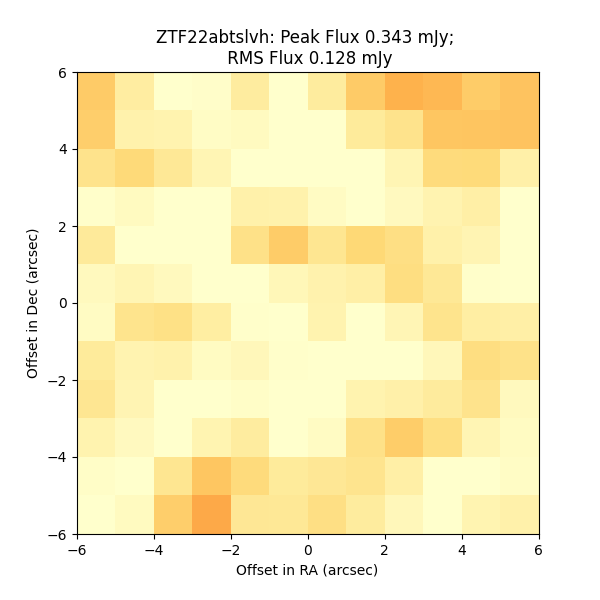 ZTF22abtslvh: Peak Flux 0.343 mJy;
RMS Flux 0.128 mJy
6
4
2
0
−2
−4
−6
Offset in Dec (arcsec)
−6 −4 −2 0 2 4 6
Offset in RA (arcsec)